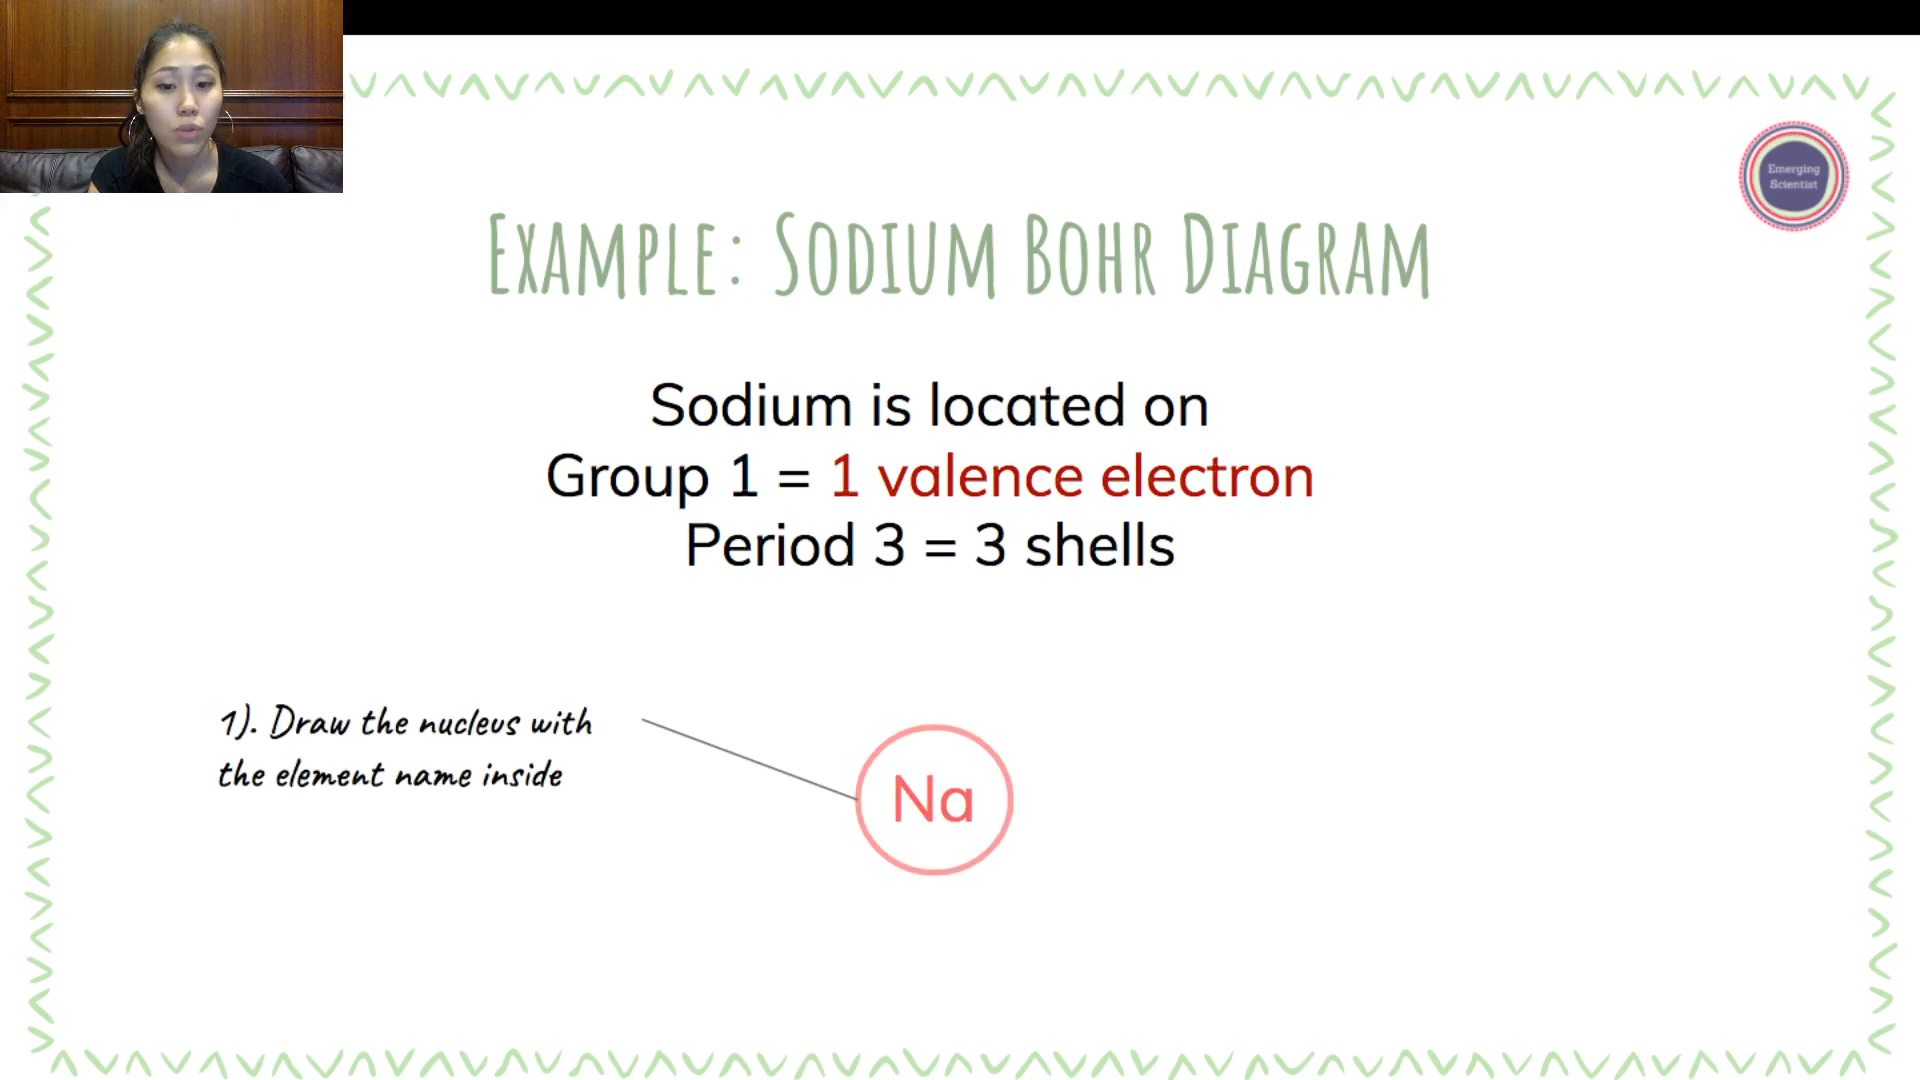 Emerging
Scientist
Example: Sodium Bohr Diagram
Sodium is located on
Group 1 = 1 valence electron
Period 3 = 3 shells
1). Draw the nucleus with
the element name inside
Na